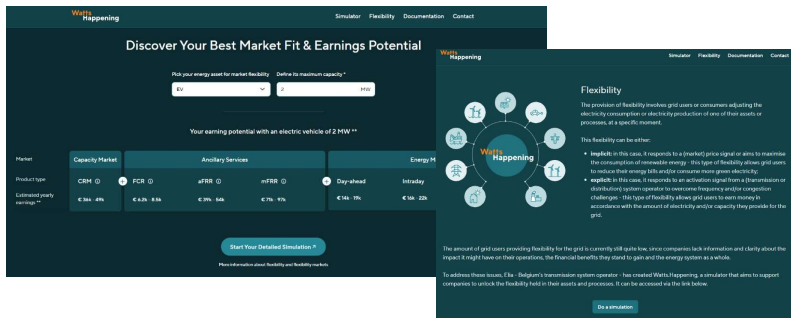 Watts
Happening
Simulator Flexibility Documentation Contact
Discover Your Best Market Fit & Earnings Potential
Pick your energy asset for market flexibility Define its maximum capacity *
EV 2 MW
Your earning potential with an electric vehicle of 2 MW **
Market Capacity Market Ancillary Services Energy M
Product type CRM FCR aFRR mFRR Day-ahead Intraday
Estimated yearly
earnings **
€ 36k - 49k € 6.2k - 8.5k € 39k - 54k € 71k - 97k € 14k - 19k € 16k - 22k
Start Your Detailed Simulation
More information about flexibility and flexibility markets
Watts
Happening
Simulator Flexibility Documentation Contact
Watts
Happening
Flexibility
The provision of flexibility involves grid users or consumers adjusting the
electricity consumption or electricity production of one of their assets or
processes, at a specific moment.
This flexibility can be either:
• implicit: in this case, it responds to a (market) price signal or aims to maximise
the consumption of renewable energy - this type of flexibility allows grid users
to reduce their energy bills and/or consume more green electricity;
• explicit: in this case, it responds to an activation signal from a (transmission or
distribution) system operator to overcome frequency and/or congestion
challenges - this type of flexibility allows grid users to earn money in
accordance with the amount of electricity and/or capacity they provide for the
grid.
The amount of grid users providing flexibility for the grid is currently still quite low, since companies lack information and clarity about the
impact it might have on their operations, the financial benefits they stand to gain and the energy system as a whole.
To address these issues, Elia - Belgium's transmission system operator - has created Watts.Happening, a simulator that aims to support
companies to unlock the flexibility held in their assets and processes. It can be accessed via the link below.
Do a simulation